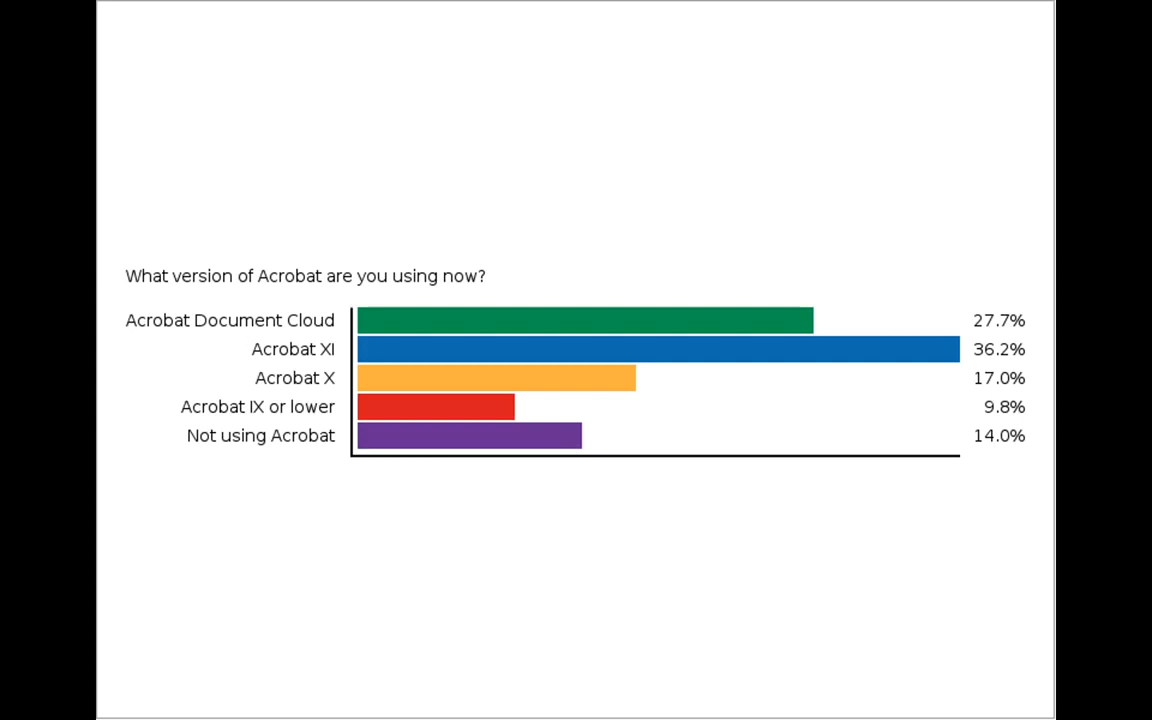 What version of Acrobat are you using now?
Acrobat Document Cloud 27.7%
Acrobat XI 36.2%
Acrobat X 17.0%
Acrobat IX or lower 9.8%
Not using Acrobat 14.0%